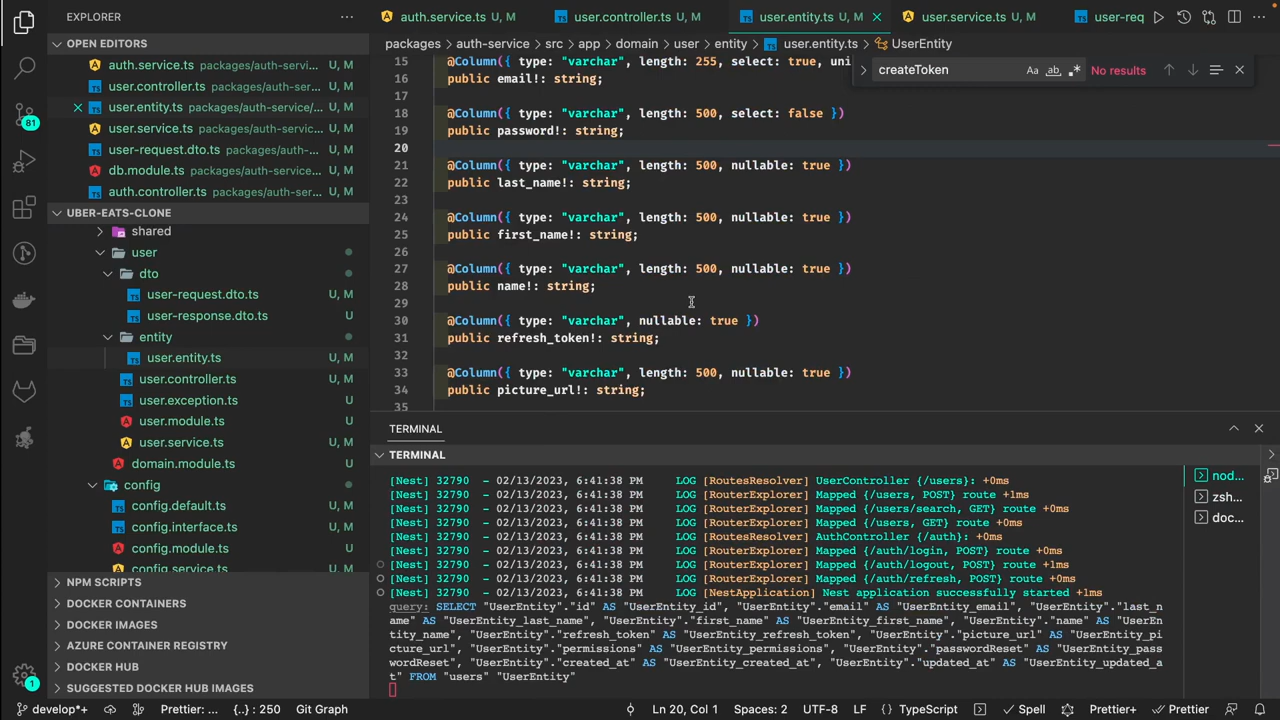 EXPLORER
auth.service.ts U, M
user.controller.ts U, M
user.entity.ts U, M
user.service.ts U, M
user-req
packages > auth-service > src > app > domain > user > entity > user.entity.ts > UserEntity
createToken
Aa ab
No results
OPEN EDITORS
auth.service.ts packages/auth-servi... U, M
user.controller.ts packages/auth-servi... U, M
user.entity.ts packages/auth-service/... U, M
user.service.ts packages/auth-servic... U, M
user-request.dto.ts packages/auth-servi... U, M
db.module.ts packages/auth-service/... U, M
auth.controller.ts packages/auth-servi... U, M
81
UBER-EATS-CLONE
shared
user
dto
user-request.dto.ts U, M
user-response.dto.ts U, M
entity
user.entity.ts U, M
user.controller.ts U, M
user.exception.ts U, M
user.module.ts U
user.service.ts U, M
domain.module.ts U
config
config.default.ts U, M
config.interface.ts U, M
config.module.ts U
config.service.ts U, M
NPM SCRIPTS
DOCKER CONTAINERS
DOCKER IMAGES
AZURE CONTAINER REGISTRY
DOCKER HUB
SUGGESTED DOCKER HUB IMAGES
1
15 @Column({ type: "varchar", length: 255, select: true, uni
16 public email!: string;
17
18 @Column({ type: "varchar", length: 500, select: false })
19 public password!: string;
20
21 @Column({ type: "varchar", length: 500, nullable: true })
22 public last_name!: string;
23
24 @Column({ type: "varchar", length: 500, nullable: true })
25 public first_name!: string;
26
27 @Column({ type: "varchar", length: 500, nullable: true })
28 public name!: string;
29
30 @Column({ type: "varchar", nullable: true })
31 public refresh_token!: string;
32
33 @Column({ type: "varchar", length: 500, nullable: true })
34 public picture_url!: string;
35
TERMINAL
TERMINAL
[Nest] 32790 - 02/13/2023, 6:41:38 PM LOG [RoutesResolver] UserController {/users}: +0ms
[Nest] 32790 - 02/13/2023, 6:41:38 PM LOG [RouterExplorer] Mapped {/users, POST} route +1ms
[Nest] 32790 - 02/13/2023, 6:41:38 PM LOG [RouterExplorer] Mapped {/users/search, GET} route +0ms
[Nest] 32790 - 02/13/2023, 6:41:38 PM LOG [RouterExplorer] Mapped {/users, GET} route +0ms
[Nest] 32790 - 02/13/2023, 6:41:38 PM LOG [RoutesResolver] AuthController {/auth}: +0ms
[Nest] 32790 - 02/13/2023, 6:41:38 PM LOG [RouterExplorer] Mapped {/auth/login, POST} route +0ms
[Nest] 32790 - 02/13/2023, 6:41:38 PM LOG [RouterExplorer] Mapped {/auth/logout, POST} route +0ms
[Nest] 32790 - 02/13/2023, 6:41:38 PM LOG [RouterExplorer] Mapped {/auth/refresh, POST} route +0ms
[Nest] 32790 - 02/13/2023, 6:41:38 PM LOG [NestApplication] Nest application successfully started +1ms
query: SELECT "UserEntity"."id" AS "UserEntity_id", "UserEntity"."email" AS "UserEntity_email", "UserEntity"."last_n
ame" AS "UserEntity_last_name", "UserEntity"."first_name" AS "UserEntity_first_name", "UserEntity"."name" AS "UserEn
tity_name", "UserEntity"."refresh_token" AS "UserEntity_refresh_token", "UserEntity"."picture_url" AS "UserEntity_pi
cture_url", "UserEntity"."permissions" AS "UserEntity_permissions", "UserEntity"."passwordReset" AS "UserEntity_pass
wordReset", "UserEntity"."created_at" AS "UserEntity_created_at", "UserEntity"."updated_at" AS "UserEntity_updated_a
t" FROM "users" "UserEntity"
nod...
zsh...
doc...
develop*+
Prettier: ...
{..} : 250
Git Graph
Ln 20, Col 1
Spaces: 2
UTF-8
LF
{} TypeScript
Spell
Prettier+
Prettier